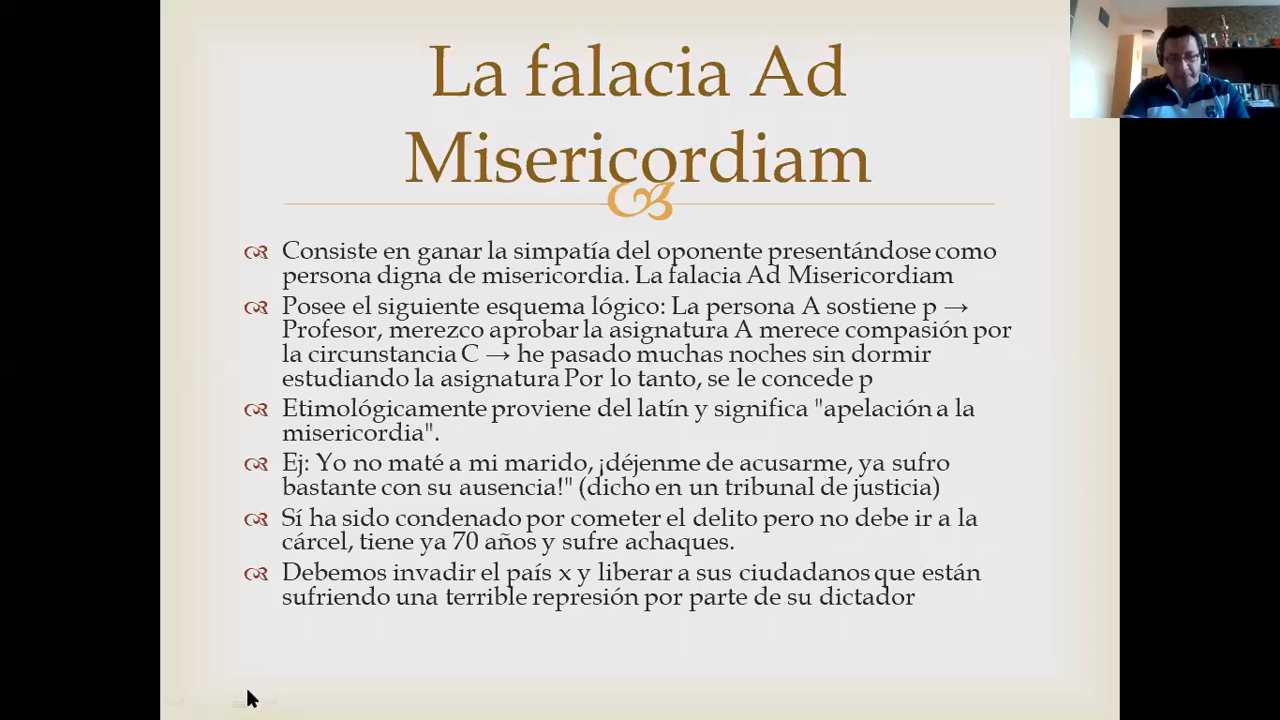 La falacia Ad
Misericordiam
Consiste en ganar la simpatía del oponente presentándose como
persona digna de misericordia. La falacia Ad Misericordiam
Posee el siguiente esquema lógico: La persona A sostiene p →
Profesor, merezco aprobar la asignatura A merece compasión por
la circunstancia C → he pasado muchas noches sin dormir
estudiando la asignatura Por lo tanto, se le concede p
Etimológicamente proviene del latín y significa "apelación a la
misericordia".
Ej: Yo no maté a mi marido, ¡déjenme de acusarme, ya sufro
bastante con su ausencia!" (dicho en un tribunal de justicia)
Sí ha sido condenado por cometer el delito pero no debe ir a la
cárcel, tiene ya 70 años y sufre achaques.
Debemos invadir el país x y liberar a sus ciudadanos que están
sufriendo una terrible represión por parte de su dictador